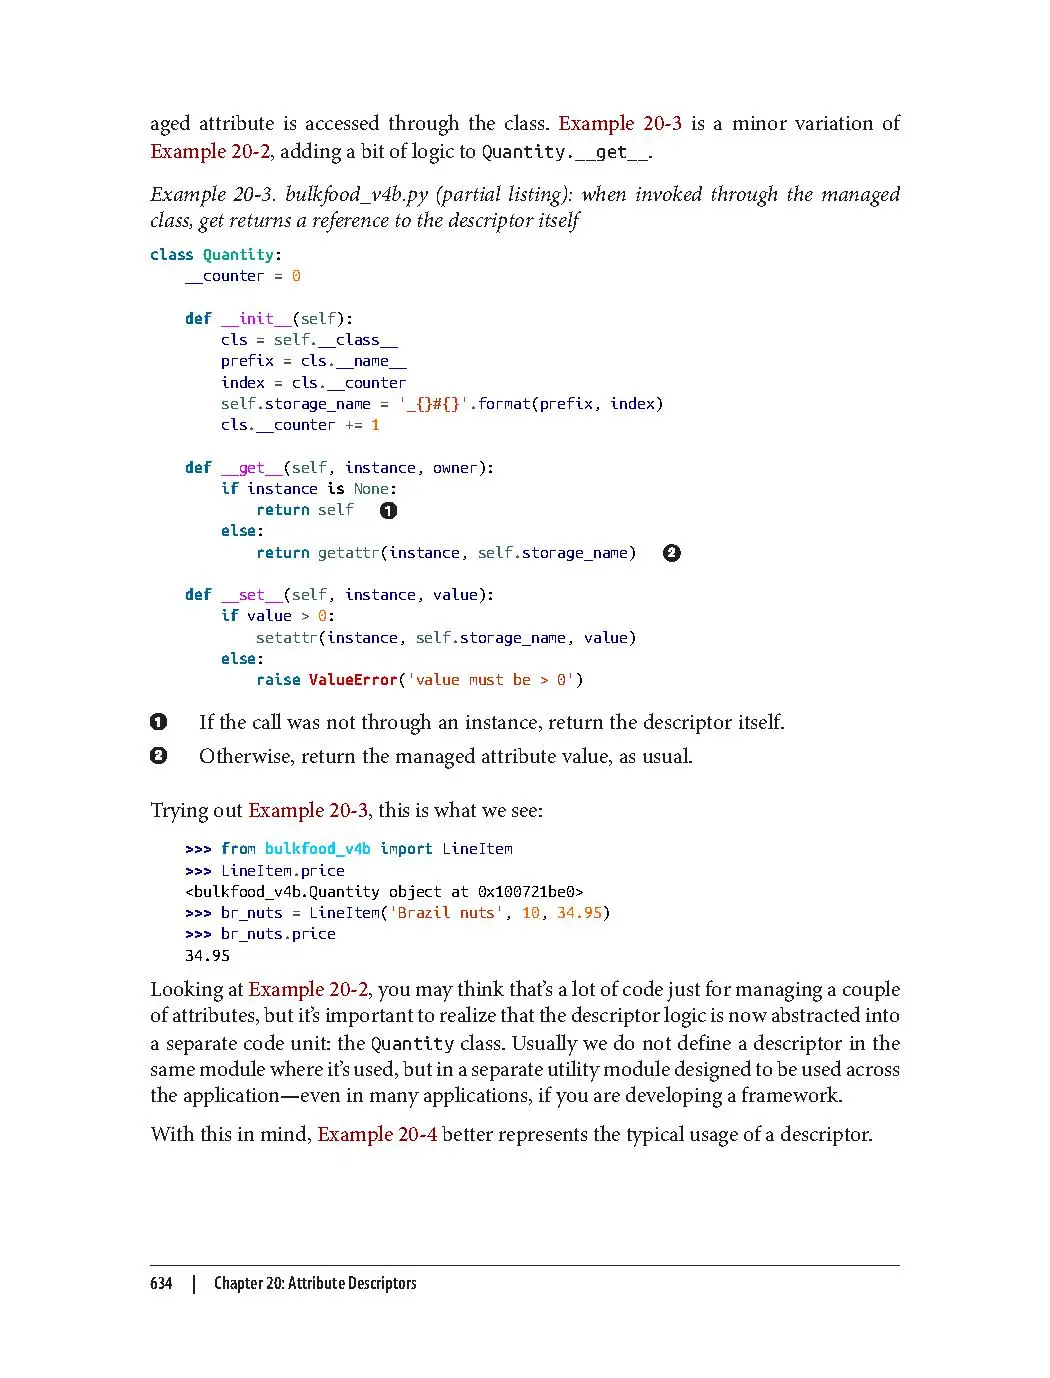 aged attribute is accessed through the class. Example 20-3 is a minor variation of
Example 20-2, adding a bit of logic to Quantity.__get__.
Example 20-3. bulkfood_v4b.py (partial listing): when invoked through the managed
class, get returns a reference to the descriptor itself
class Quantity:
    __counter = 0

    def __init__(self):
        cls = self.__class__
        prefix = cls.__name__
        index = cls.__counter
        self.storage_name = '_{}#{}'.format(prefix, index)
        cls.__counter += 1

    def __get__(self, instance, owner):
        if instance is None:
            return self ❶
        else:
            return getattr(instance, self.storage_name) ❷

    def __set__(self, instance, value):
        if value > 0:
            setattr(instance, self.storage_name, value)
        else:
            raise ValueError('value must be > 0')
❶ If the call was not through an instance, return the descriptor itself.
❷ Otherwise, return the managed attribute value, as usual.
Trying out Example 20-3, this is what we see:
>>> from bulkfood_v4b import LineItem
>>> LineItem.price
<bulkfood_v4b.Quantity object at 0x100721be0>
>>> br_nuts = LineItem('Brazil nuts', 10, 34.95)
>>> br_nuts.price
34.95
Looking at Example 20-2, you may think that’s a lot of code just for managing a couple
of attributes, but it’s important to realize that the descriptor logic is now abstracted into
a separate code unit: the Quantity class. Usually we do not define a descriptor in the
same module where it’s used, but in a separate utility module designed to be used across
the application—even in many applications, if you are developing a framework.
With this in mind, Example 20-4 better represents the typical usage of a descriptor.
634 | Chapter 20: Attribute Descriptors